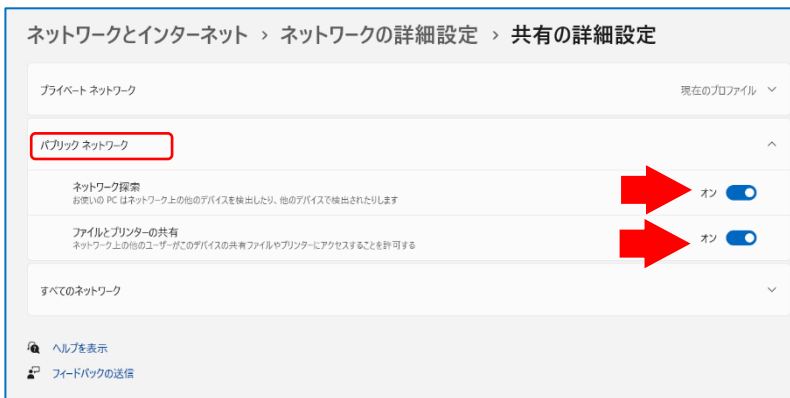 ネットワークとインターネット › ネットワークの詳細設定 › 共有の詳細設定
プライベート ネットワーク 現在のプロファイル
パブリック ネットワーク
ネットワーク探索
お使いの PC はネットワーク上の他のデバイスを検出したり、他のデバイスで検出されたりします
オン
ファイルとプリンターの共有
ネットワーク上の他のユーザーがこのデバイスの共有ファイルやプリンターにアクセスすることを許可する
オン
すべてのネットワーク
ヘルプを表示
フィードバックの送信